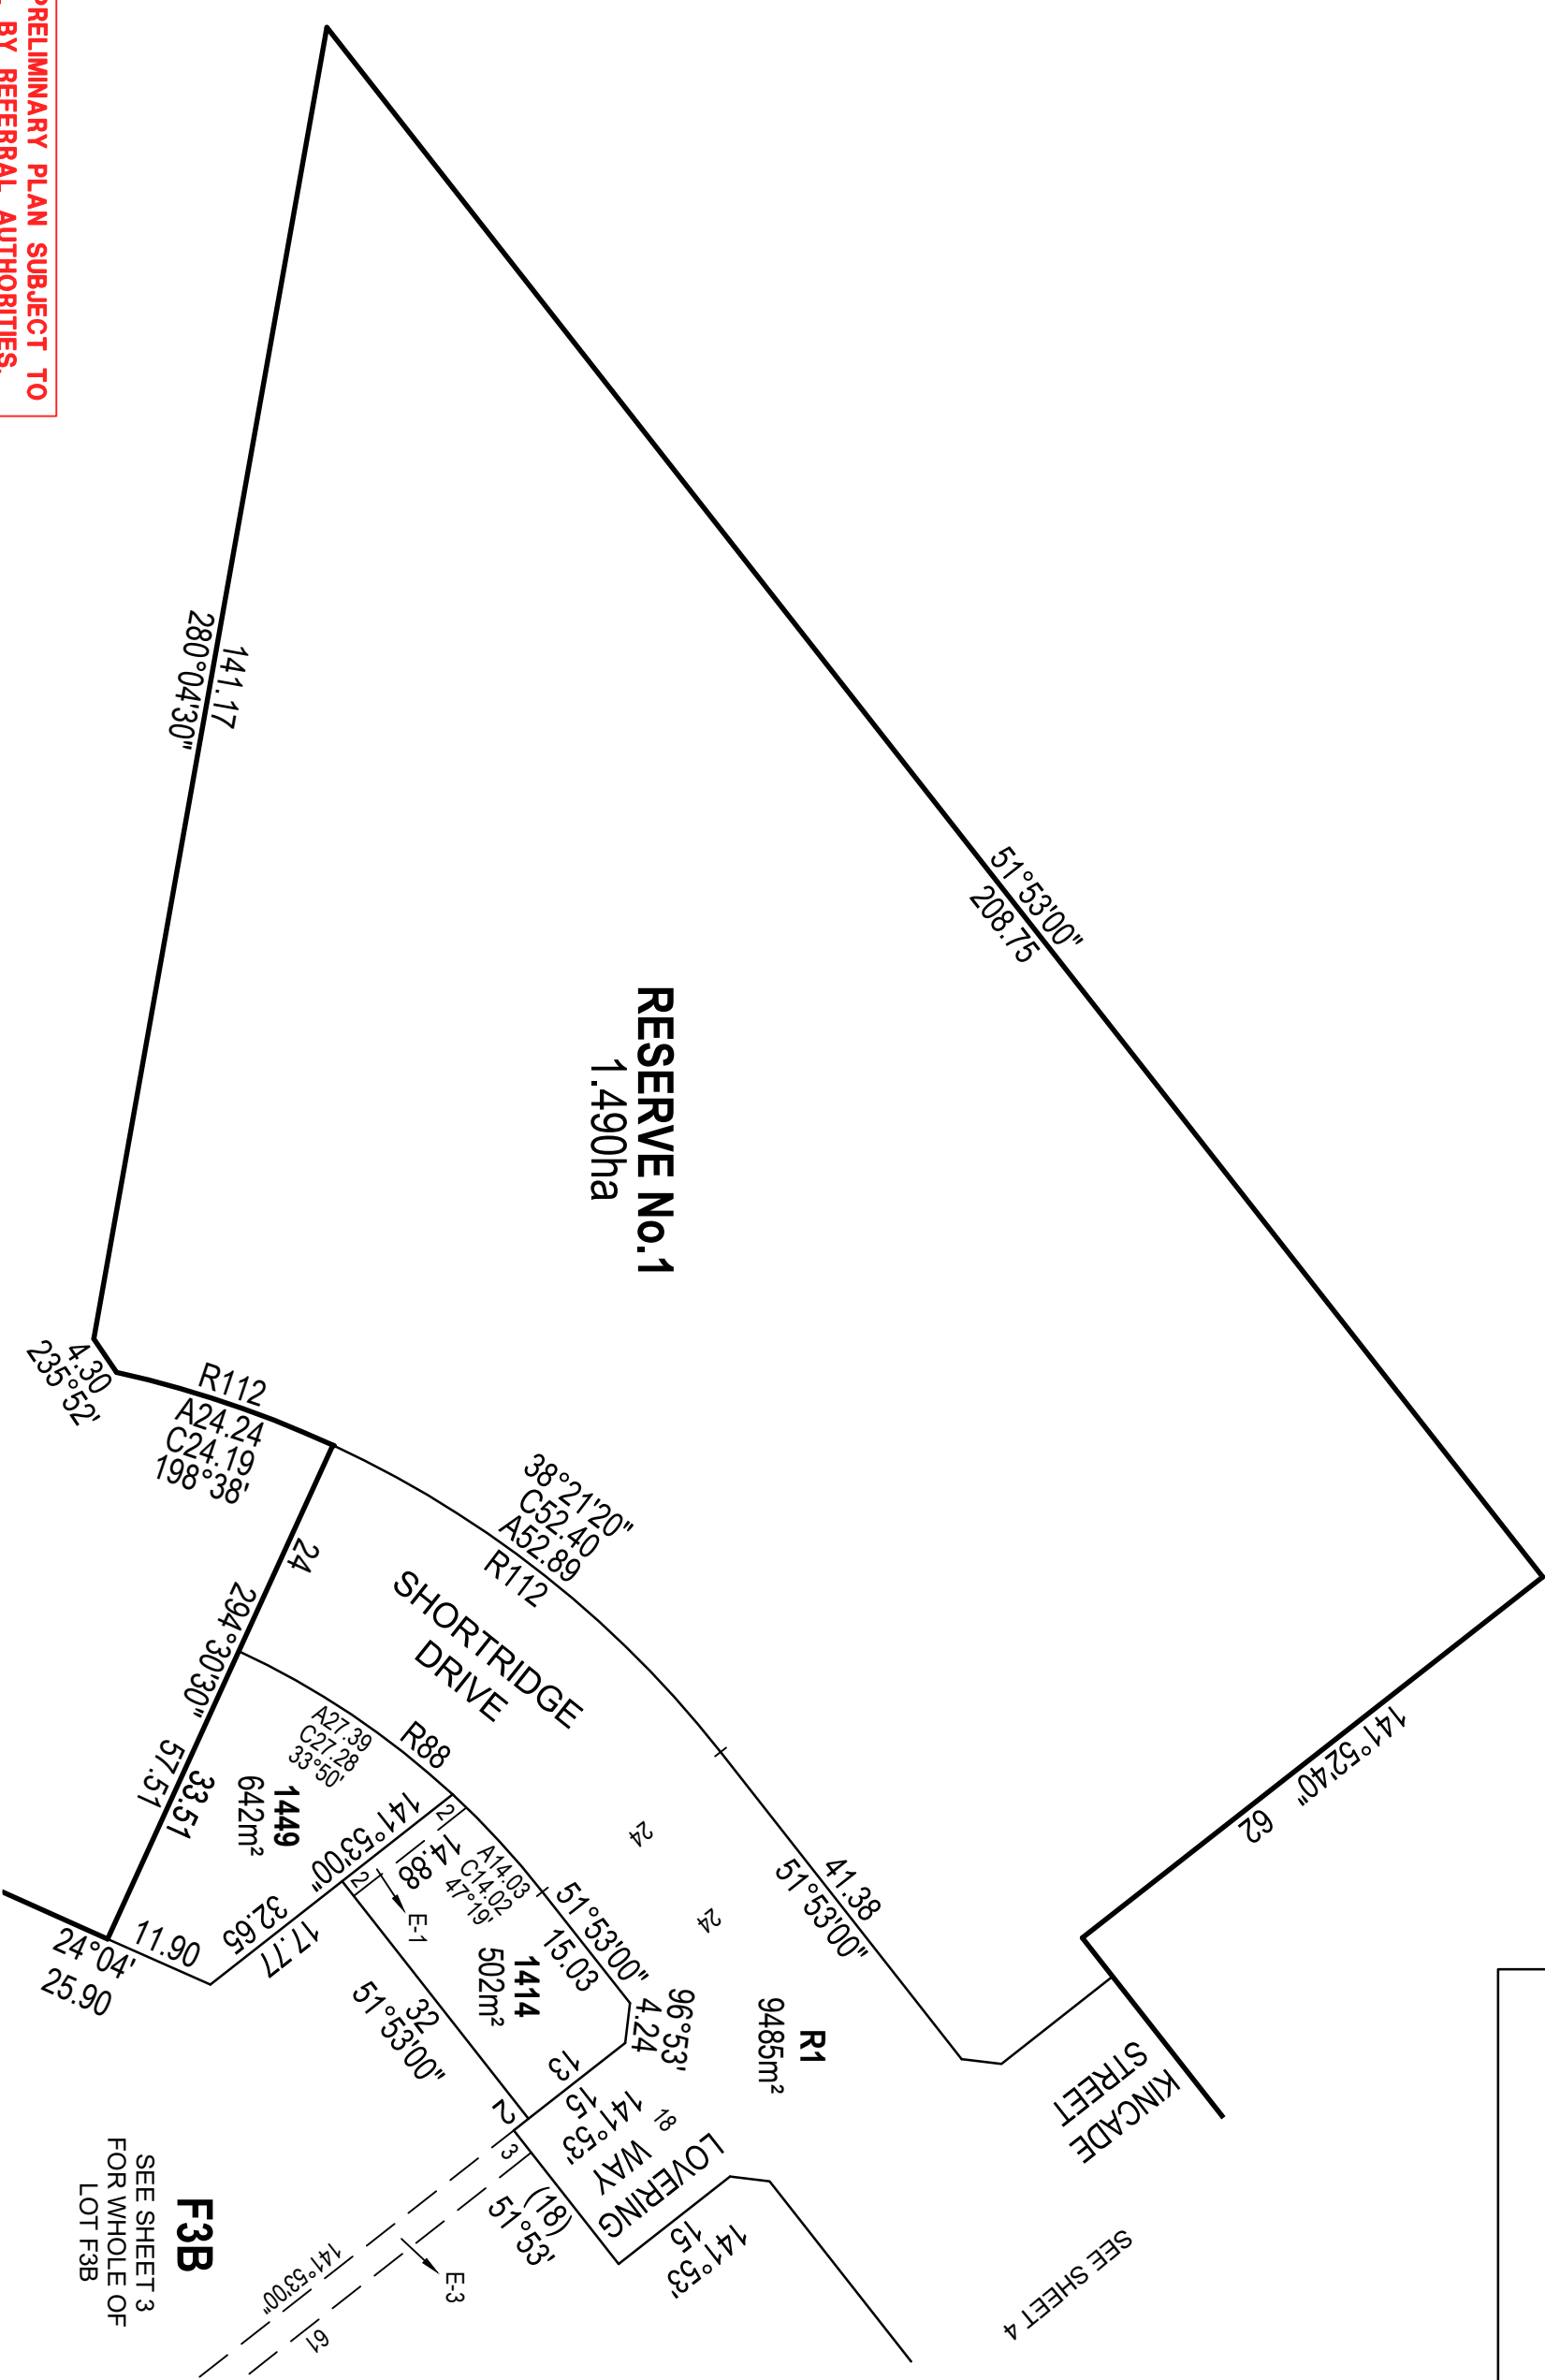 PRELIMINARY PLAN SUBJECT TO
BY REFERRAL AUTHORITIES.
51°53'00"
208.75
141.17
280°04'30"
RESERVE No.1
1.490ha
141°52'40"
62
4.30
235°52'
R112
A24.24
C24.19
198°38'
38°21'20"
C52.40
A52.89
R112
24
294°30'30"
57.51
33.51
SHORTRIDGE
DRIVE
R88
A27.39
C27.28
33°50'
1449
642m²
141°53'00"
32.65
17.77
14.88
2
2
E-1
A14.03
C14.02
47°19'
51°53'00"
15.03
1414
502m²
24
24
41.38
51°53'00"
96°53'
4.24
R1
9485m²
11.90
24°04'
25.90
32
51°53'00"
13
2
15
141°53'
18
LOVERING
WAY
3
(18)
51°53'
141°53'
15
KINCADE
STREET
SEE SHEET 4
E-3
141°53'00"
61
F3B
SEE SHEET 3
FOR WHOLE OF
LOT F3B